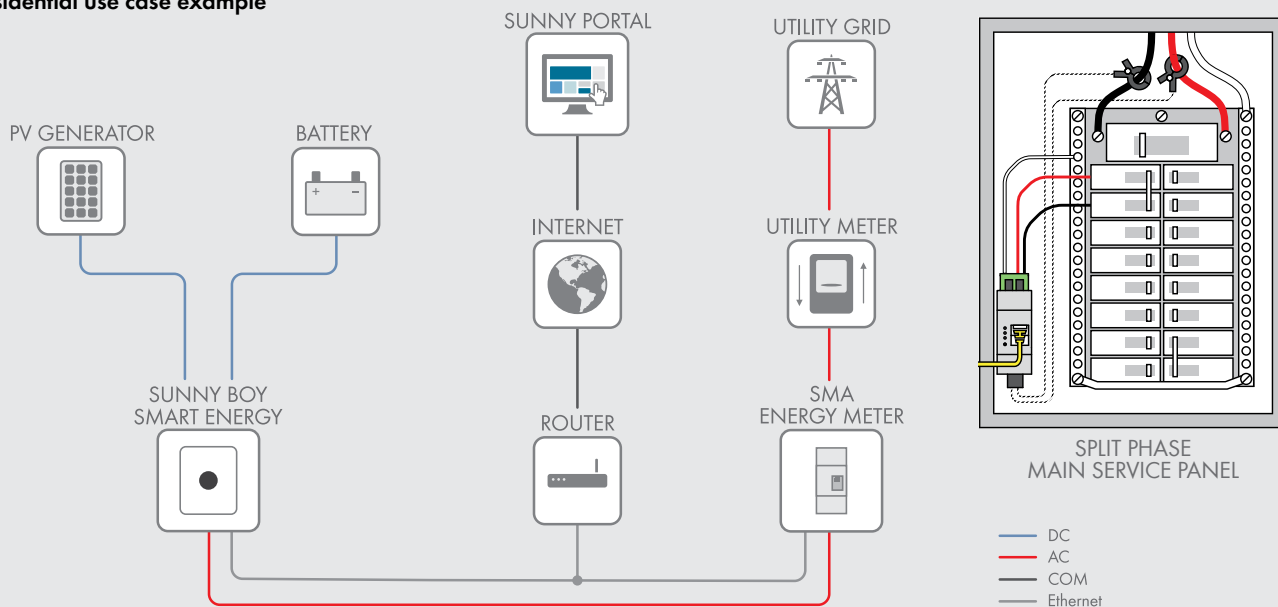 use case example
SUNNY PORTAL
UTILITY GRID
PV GENERATOR
BATTERY
+ -
INTERNET
UTILITY METER
SUNNY BOY
SMART ENERGY
ROUTER
SMA
ENERGY METER
SPLIT PHASE
MAIN SERVICE PANEL
DC
AC
COM
Ethernet